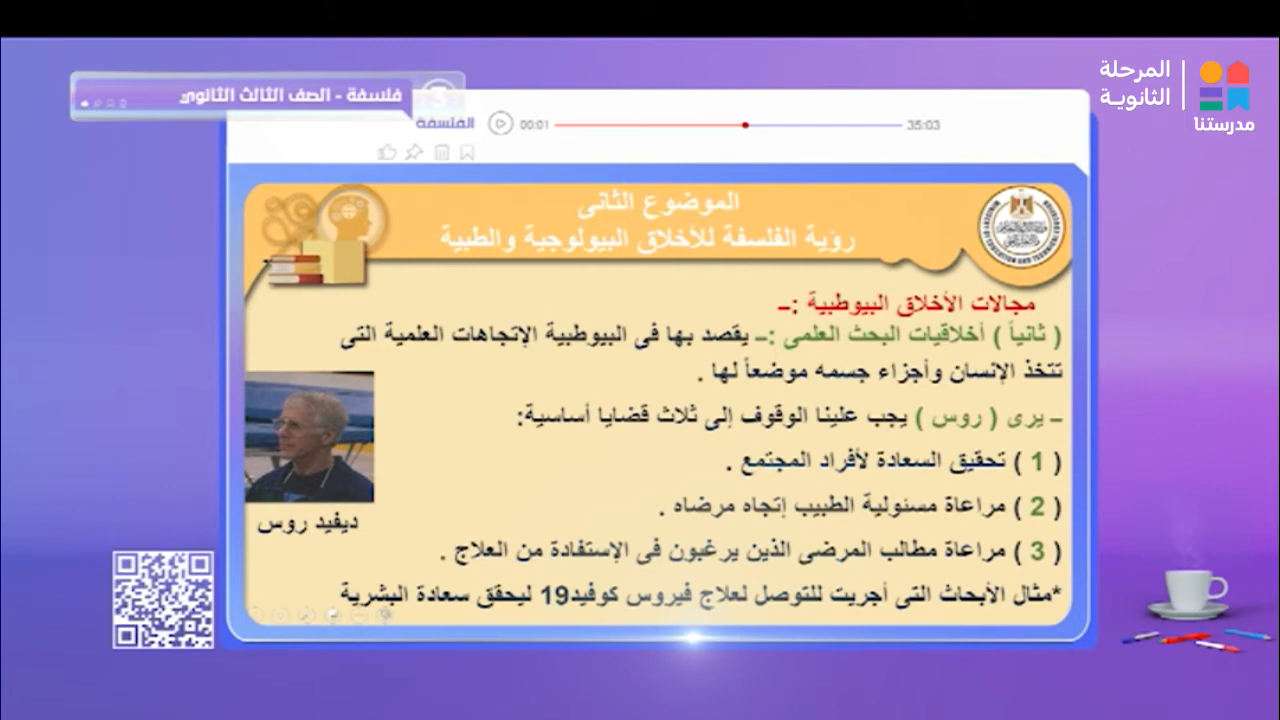 المرحلة
الثانوية
مدرستنا
فلسفة - الصف الثالث الثانوي
3
الفلسفة
00:01
35:03
الموضوع الثانى
رؤية الفلسفة للأخلاق البيولوجية والطبية
مجالات الأخلاق البيوطبية :ـ
( ثانياً ) أخلاقيات البحث العلمى :ـ يقصد بها فى البيوطبية الإتجاهات العلمية التى
تتخذ الإنسان وأجزاء جسمه موضعاً لها .
ـ يرى ( روس ) يجب علينا الوقوف إلى ثلاث قضايا أساسية:
( 1 ) تحقيق السعادة لأفراد المجتمع .
( 2 ) مراعاة مسئولية الطبيب إتجاه مرضاه .
( 3 ) مراعاة مطالب المرضى الذين يرغبون فى الإستفادة من العلاج .
*مثال الأبحاث التى أجريت للتوصل لعلاج فيروس كوفيد19 ليحقق سعادة البشرية
ديفيد روس